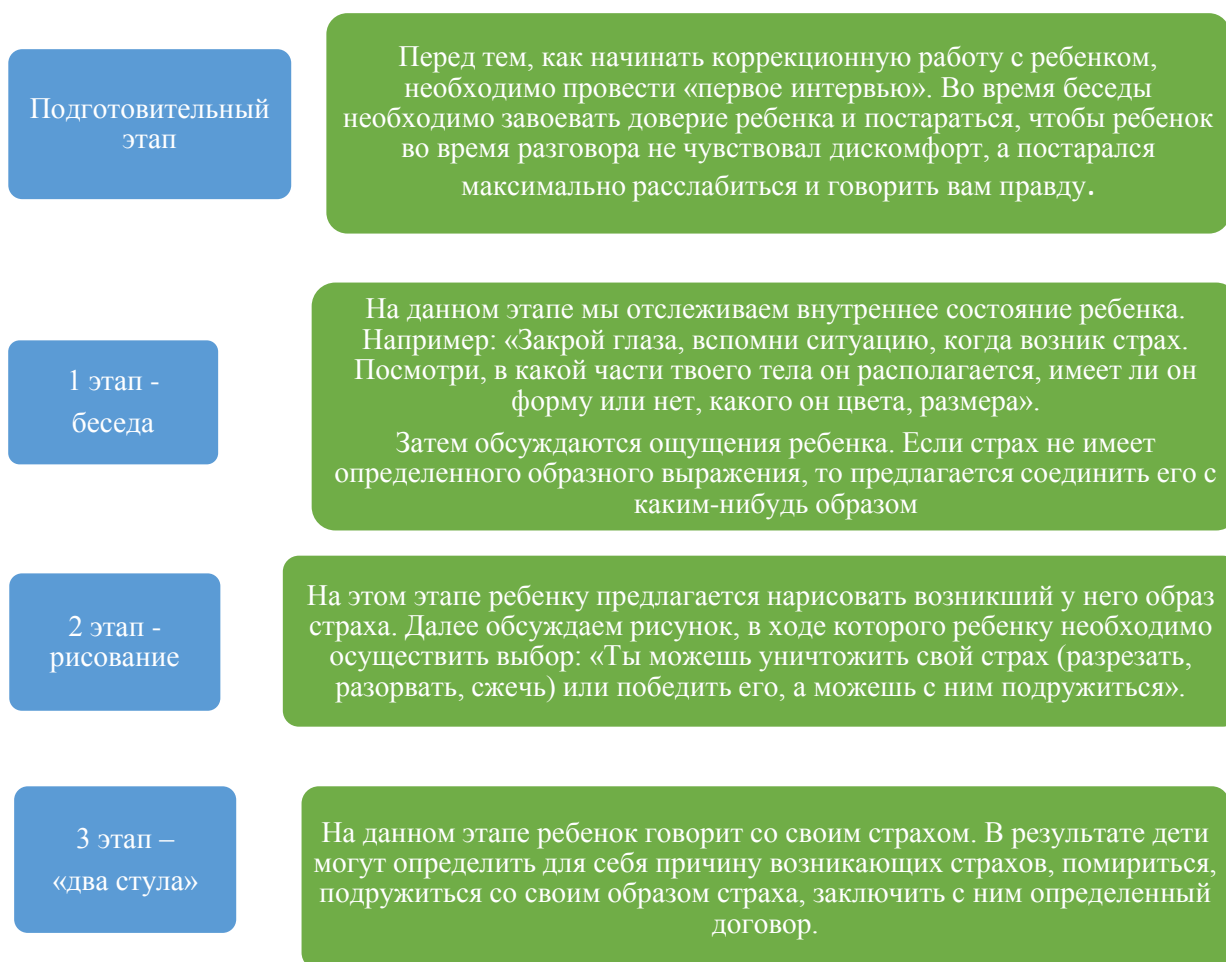 Подготовительный
этап
Перед тем, как начинать коррекционную работу с ребенком,
необходимо провести «первое интервью». Во время беседы
необходимо завоевать доверие ребенка и постараться, чтобы ребенок
во время разговора не чувствовал дискомфорт, а постарался
максимально расслабиться и говорить вам правду.
1 этап -
беседа
На данном этапе мы отслеживаем внутреннее состояние ребенка.
Например: «Закрой глаза, вспомни ситуацию, когда возник страх.
Посмотри, в какой части твоего тела он располагается, имеет ли он
форму или нет, какого он цвета, размера».
Затем обсуждаются ощущения ребенка. Если страх не имеет
определенного образного выражения, то предлагается соединить его с
каким-нибудь образом
2 этап -
рисование
На этом этапе ребенку предлагается нарисовать возникший у него образ
страха. Далее обсуждаем рисунок, в ходе которого ребенку необходимо
осуществить выбор: «Ты можешь уничтожить свой страх (разрезать,
разорвать, сжечь) или победить его, а можешь с ним подружиться».
3 этап –
«два стула»
На данном этапе ребенок говорит со своим страхом. В результате дети
могут определить для себя причину возникающих страхов, помириться,
подружиться со своим образом страха, заключить с ним определенный
договор.